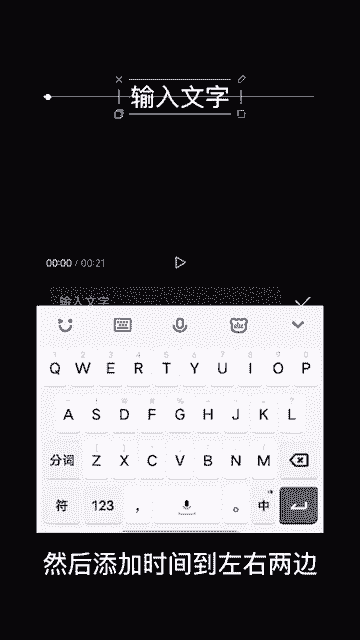 输入文字
00:00 / 00:21
输入文字
Q W E R T Y U I O P
A S D F G H J K L
分词 Z X C V B N M
符 123 ， 。 中
然后添加时间到左右两边